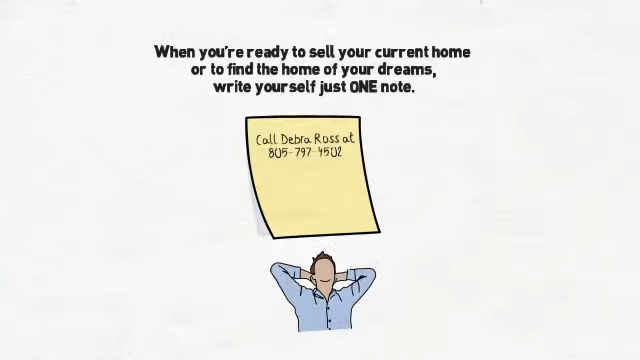 When you're ready to sell your current home
or to find the home of your dreams,
write yourself just ONE note.
Call Debra Ross at
805-797-4502